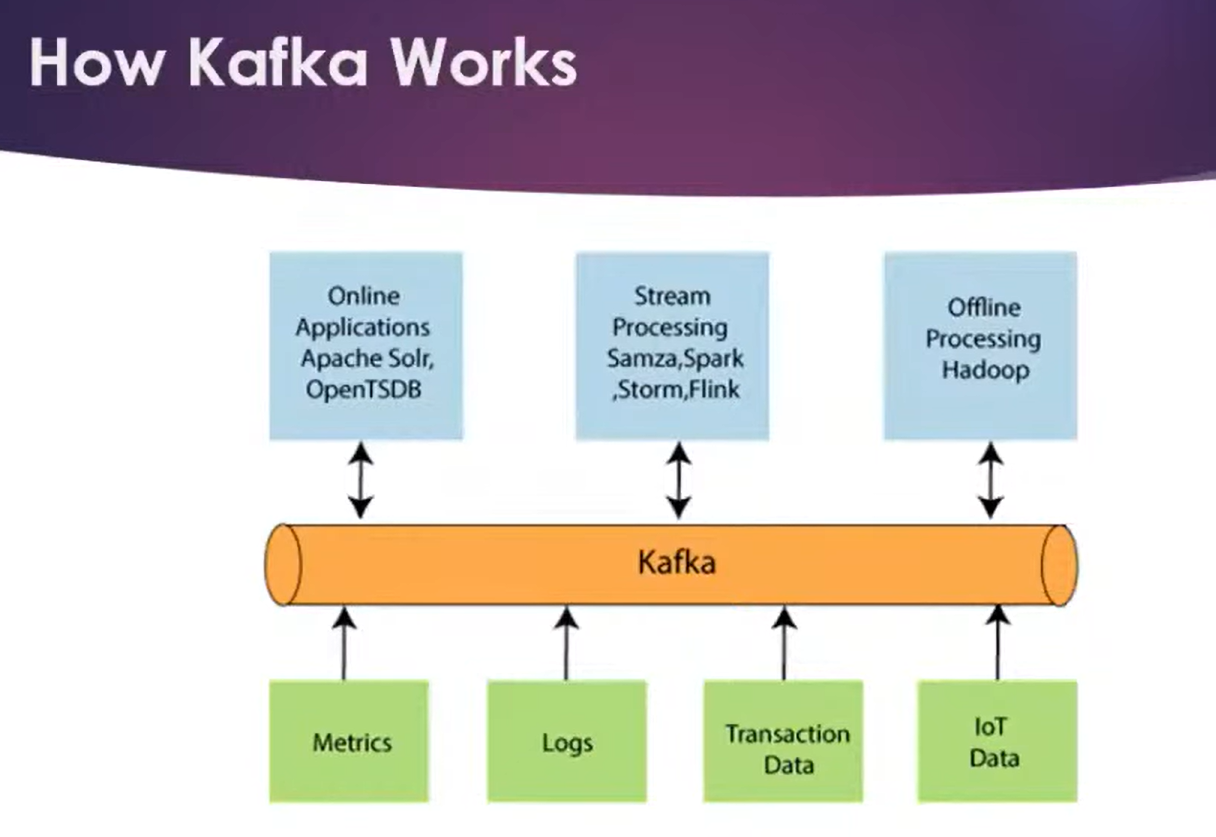 How Kafka Works
Online
Applications
Apache Solr,
OpenTSDB
Stream
Processing
Samza,Spark
,Storm,Flink
Offline
Processing
Hadoop
Kafka
Metrics
Logs
Transaction
Data
IoT
Data